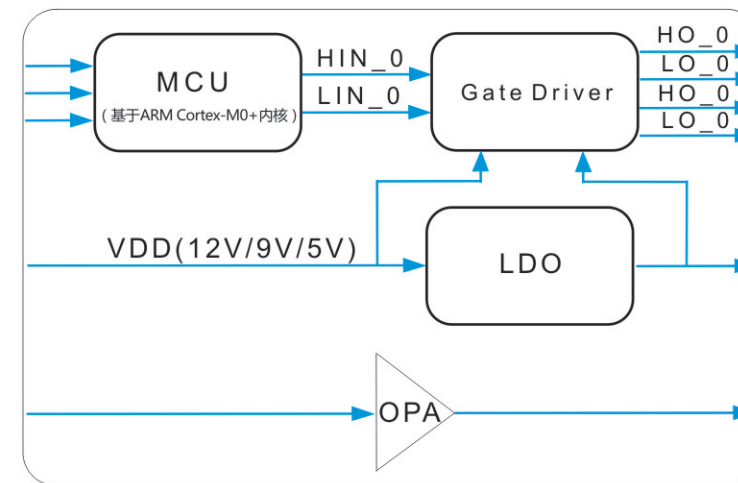 MCU
(基于ARM Cortex-M0+内核)
HIN_0
LIN_0
Gate Driver
HO_0
LO_0
HO_0
LO_0
VDD(12V/9V/5V)
LDO
OPA